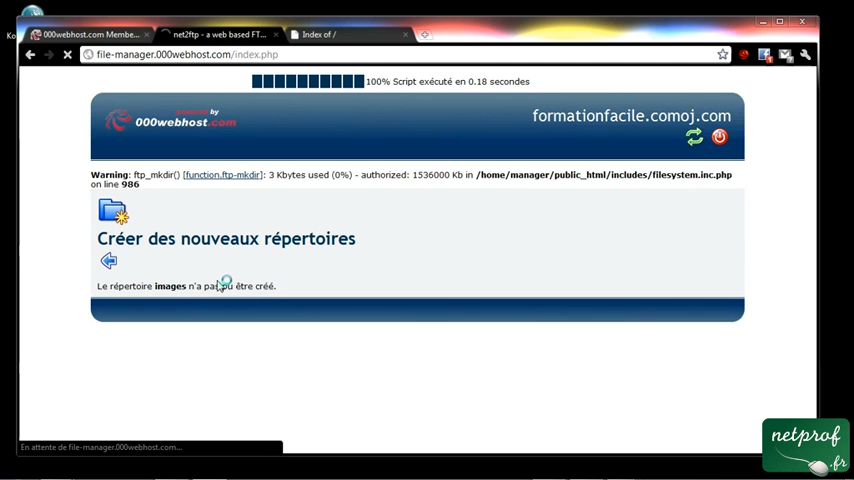 000webhost.com Membe...
net2ftp - a web based FT...
Index of /
file-manager.000webhost.com/index.php
100% Script exécuté en 0.18 secondes
powered by
000webhost.com
formationfacile.comoj.com
Warning: ftp_mkdir() [function.ftp-mkdir]: 3 Kbytes used (0%) - authorized: 1536000 Kb in /home/manager/public_html/includes/filesystem.inc.php
on line 986
Créer des nouveaux répertoires
Le répertoire images n'a pas pu être créé.
En attente de file-manager.000webhost.com...
netprof
.fr